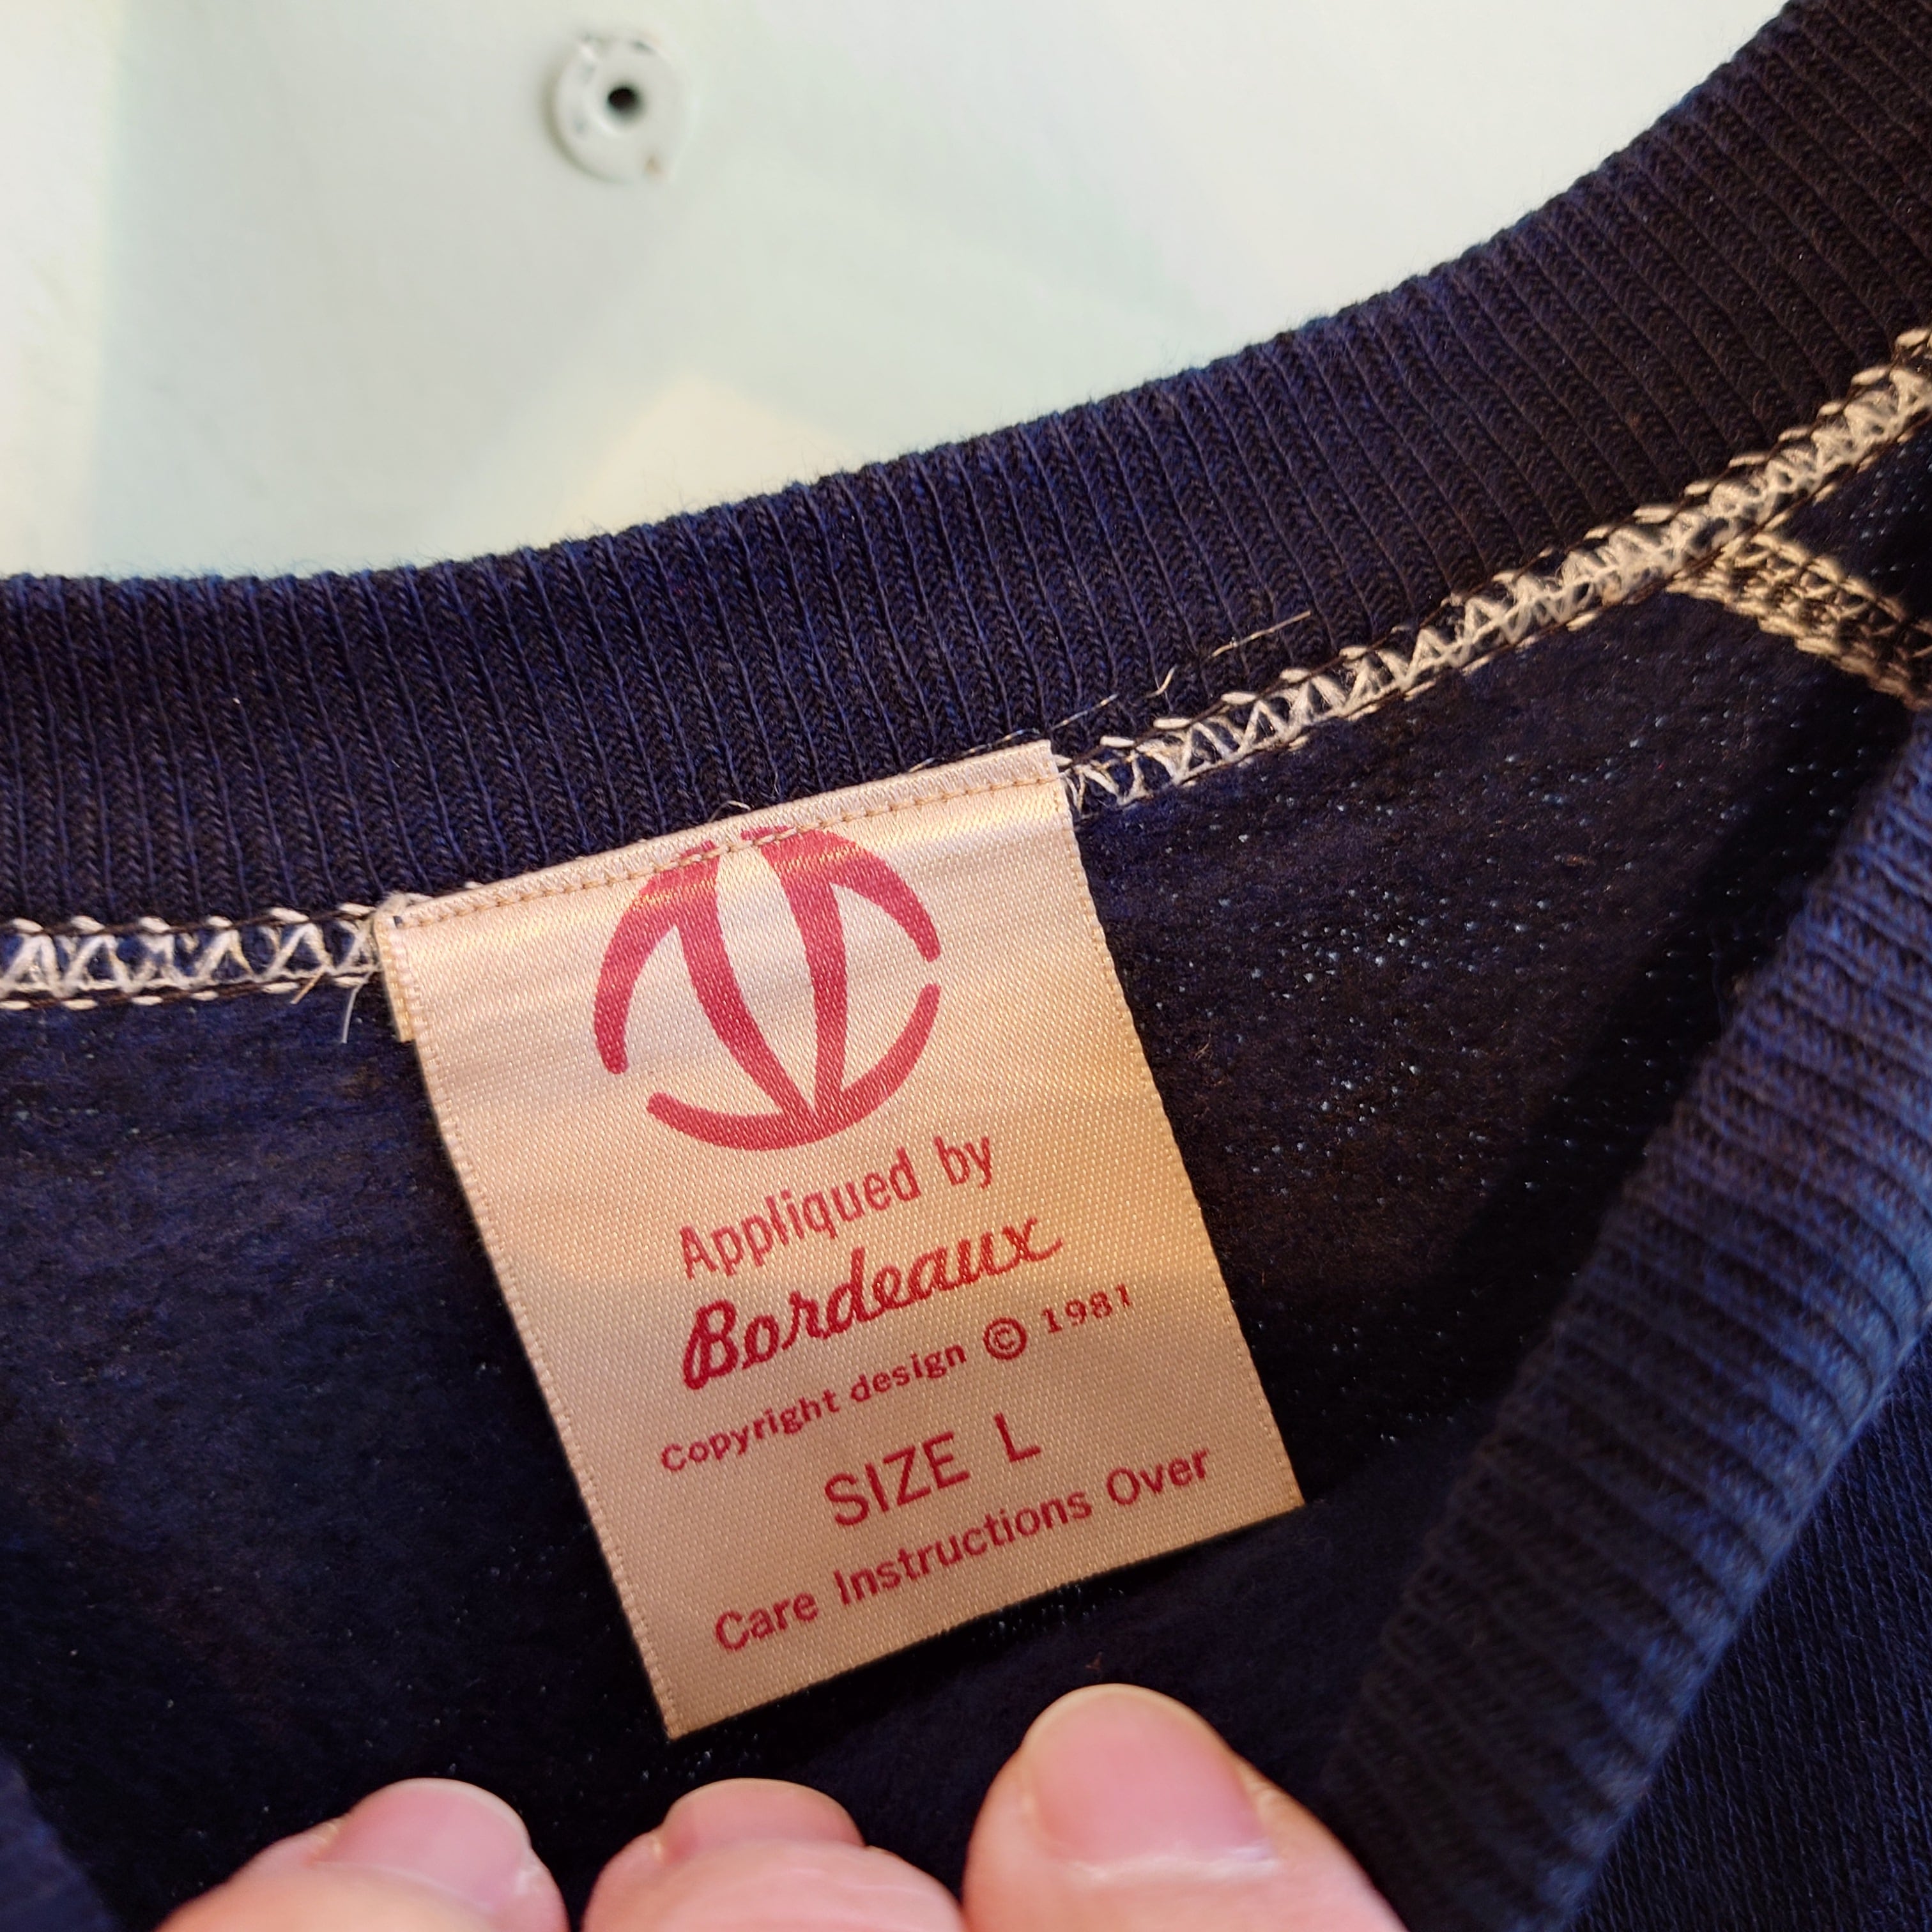 Appliqued by
Bordeaux
Copyright design © 1981
SIZE L
Care Instructions Over